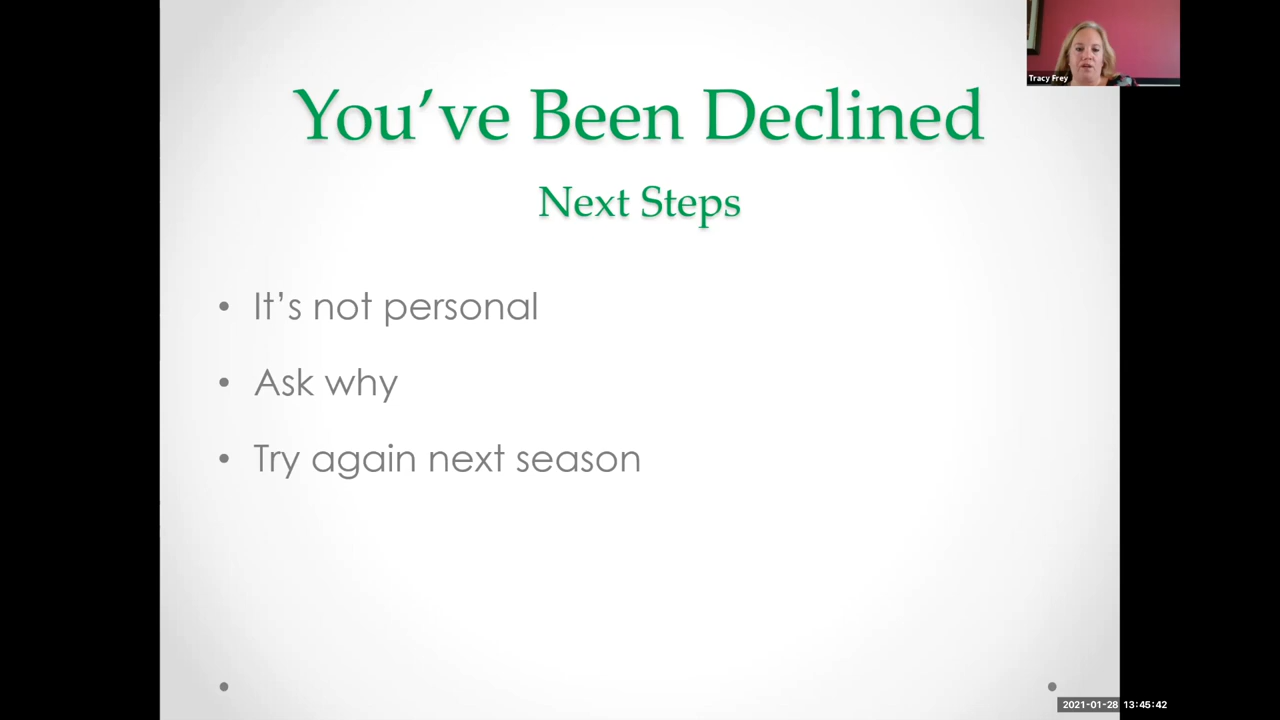 Tracy Frey
You’ve Been Declined
Next Steps
• It’s not personal
• Ask why
• Try again next season
2021-01-28 13:45:42